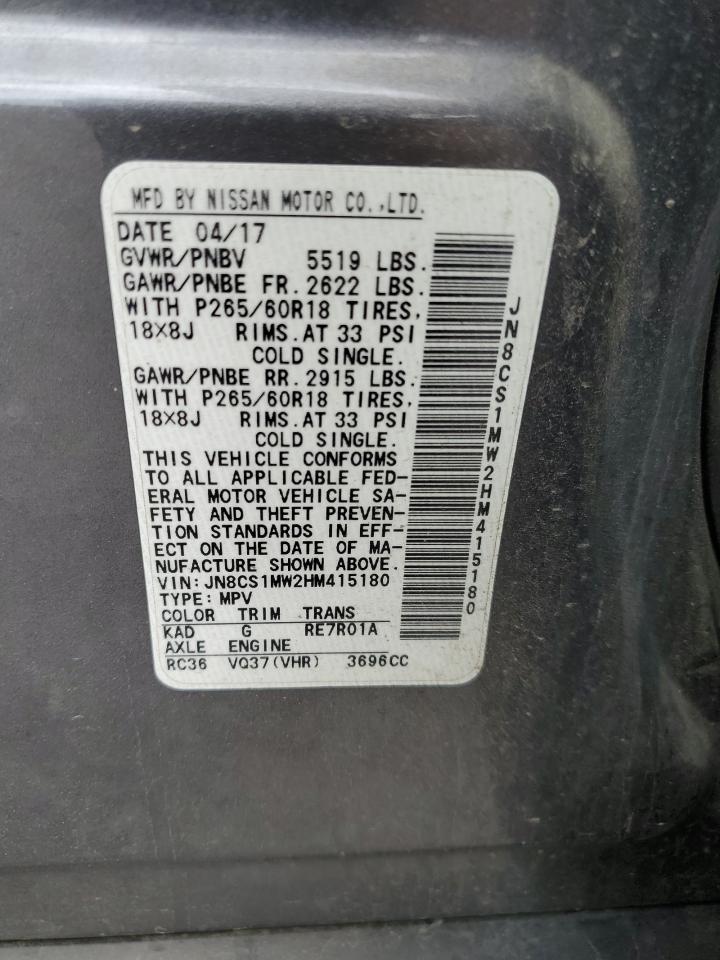 MFD BY NISSAN MOTOR CO.,LTD.
DATE 04/17
GVWR/PNBV 5519 LBS.
GAWR/PNBE FR. 2622 LBS.
WITH P265/60R18 TIRES,
18X8J RIMS. AT 33 PSI
COLD SINGLE.
GAWR/PNBE RR. 2915 LBS.
WITH P265/60R18 TIRES,
18X8J RIMS. AT 33 PSI
COLD SINGLE.
THIS VEHICLE CONFORMS
TO ALL APPLICABLE FED-
ERAL MOTOR VEHICLE SA-
FETY AND THEFT PREVEN-
TION STANDARDS IN EFF-
ECT ON THE DATE OF MA-
NUFACTURE SHOWN ABOVE.
VIN: JN8CS1MW2HM415180
TYPE: MPV
COLOR TRIM TRANS
KAD G RE7R01A
AXLE ENGINE
RC36 VQ37(VHR) 3696CC
JN8CS1MW2HM415180